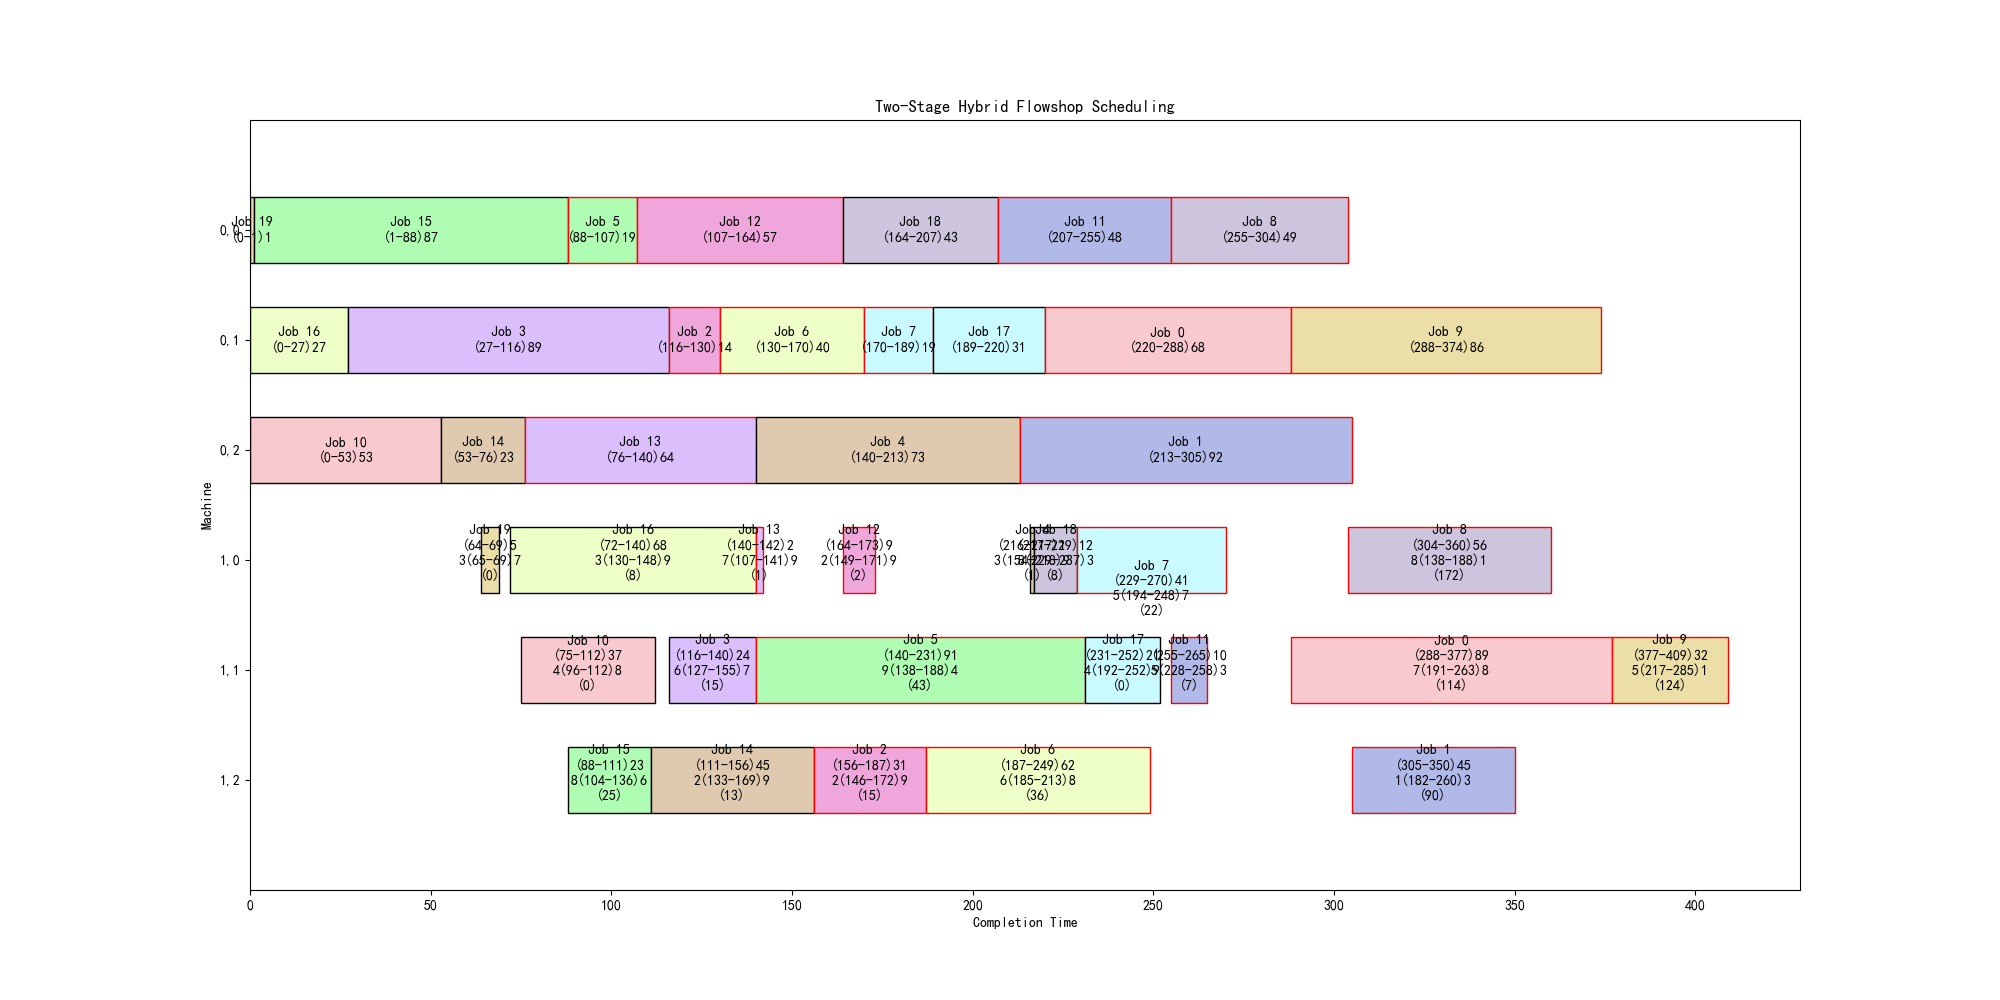 Two-Stage Hybrid Flowshop Scheduling
Machine
0,0
Job 19
(0-1)1
Job 15
(1-88)87
Job 5
(88-107)19
Job 12
(107-164)57
Job 18
(164-207)43
Job 11
(207-255)48
Job 8
(255-304)49
0,1
Job 16
(0-27)27
Job 3
(27-116)89
Job 2
(116-130)14
Job 6
(130-170)40
Job 7
(170-189)19
Job 17
(189-220)31
Job 0
(220-288)68
Job 9
(288-374)86
0,2
Job 10
(0-53)53
Job 14
(53-76)23
Job 13
(76-140)64
Job 4
(140-213)73
Job 1
(213-305)92
1,0
Job 19
(64-69)5
3(65-69)7
(0)
Job 16
(72-140)68
3(130-148)9
(8)
Job 13
(140-142)2
7(107-141)9
(1)
Job 12
(164-173)9
2(149-171)9
(2)
Job 4
(1)
Job 18
(8)
Job 7
(229-270)41
5(194-248)7
(22)
Job 8
(304-360)56
8(138-188)1
(172)
1,1
Job 10
(75-112)37
4(96-112)8
(0)
Job 3
(116-140)24
6(127-155)7
(15)
Job 5
(140-231)91
9(138-188)4
(43)
Job 17
(231-252)21
4(192-252)9
(0)
Job 11
(255-265)10
5(228-258)3
(7)
Job 0
(288-377)89
7(191-263)8
(114)
Job 9
(377-409)32
5(217-285)1
(124)
1,2
Job 15
(88-111)23
8(104-136)6
(25)
Job 14
(111-156)45
2(133-169)9
(13)
Job 2
(156-187)31
2(146-172)9
(15)
Job 6
(187-249)62
6(185-213)8
(36)
Job 1
(305-350)45
1(182-260)3
(90)
0 50 100 150 200 250 300 350 400
Completion Time